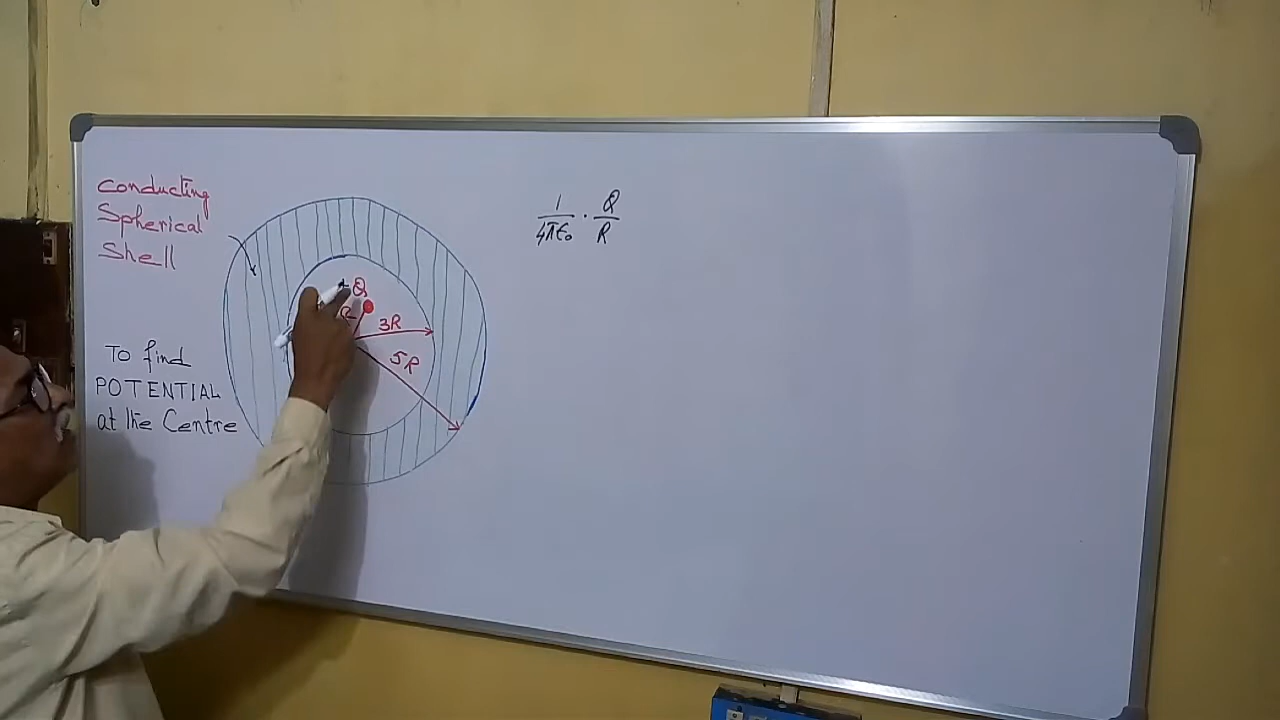 Conducting
Spherical
Shell
To find
POTENTIAL
at the Centre
+Q
R
3R
5R
1/4πε₀ · Q/R